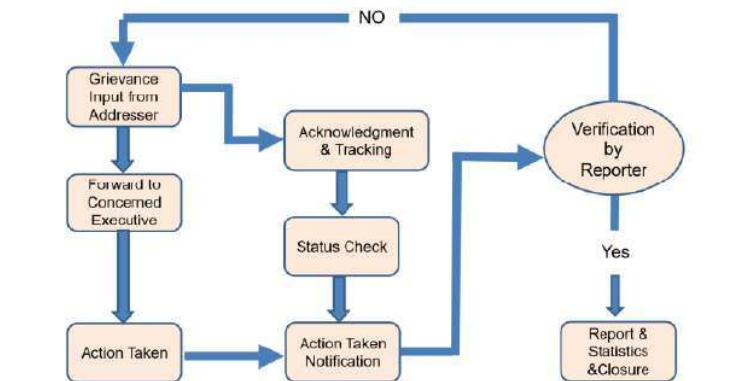 NO
Grievance
Input from
Addresser
Acknowledgment
& Tracking
Verification
by
Reporter
Forward to
Concerned
Executive
Status Check
Yes
Action Taken
Action Taken
Notification
Report &
Statistics
&Closure